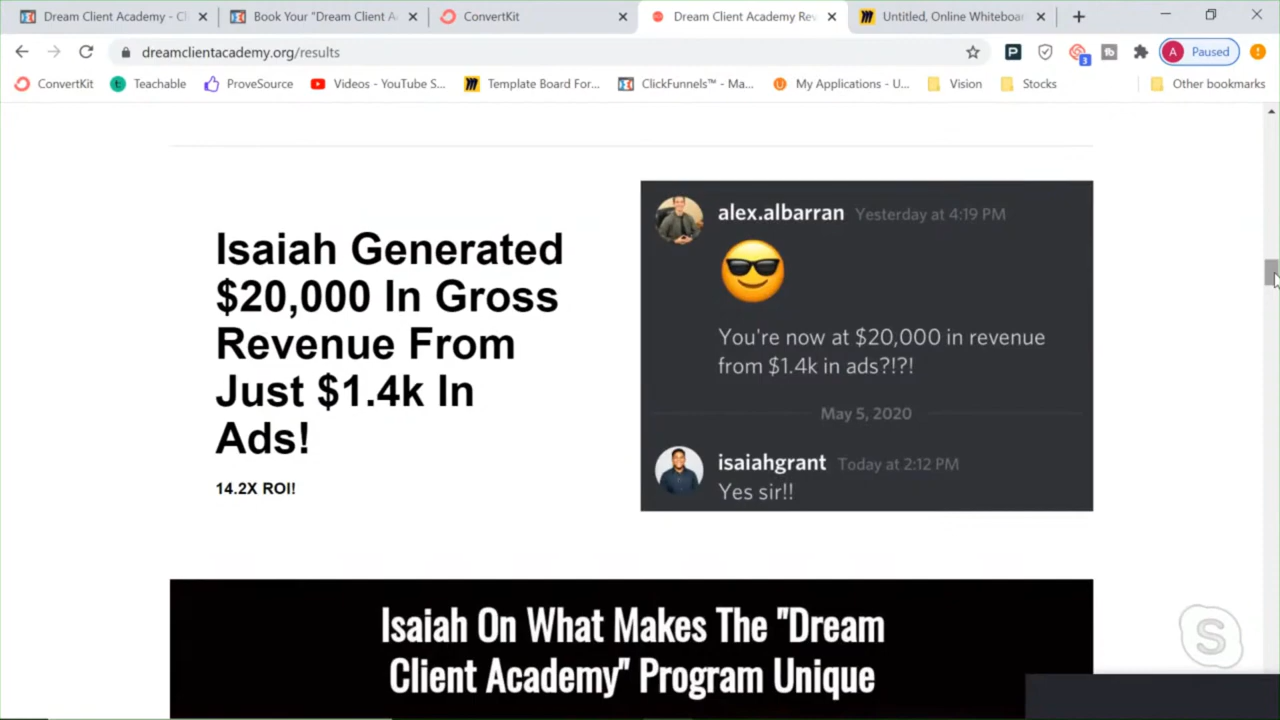 Dream Client Academy - Cl
Book Your "Dream Client A
ConvertKit
Dream Client Academy Rev
Untitled, Online Whiteboa
dreamclientacademy.org/results
3
A Paused
ConvertKit
Teachable
ProveSource
Videos - YouTube S...
Template Board For...
ClickFunnels™ - Ma...
My Applications - U...
Vision
Stocks
Other bookmarks
Isaiah Generated
$20,000 In Gross
Revenue From
Just $1.4k In
Ads!
14.2X ROI!
alex.albarran Yesterday at 4:19 PM
You're now at $20,000 in revenue
from $1.4k in ads?!?!
May 5, 2020
isaiahgrant Today at 2:12 PM
Yes sir!!
Isaiah On What Makes The "Dream
Client Academy" Program Unique